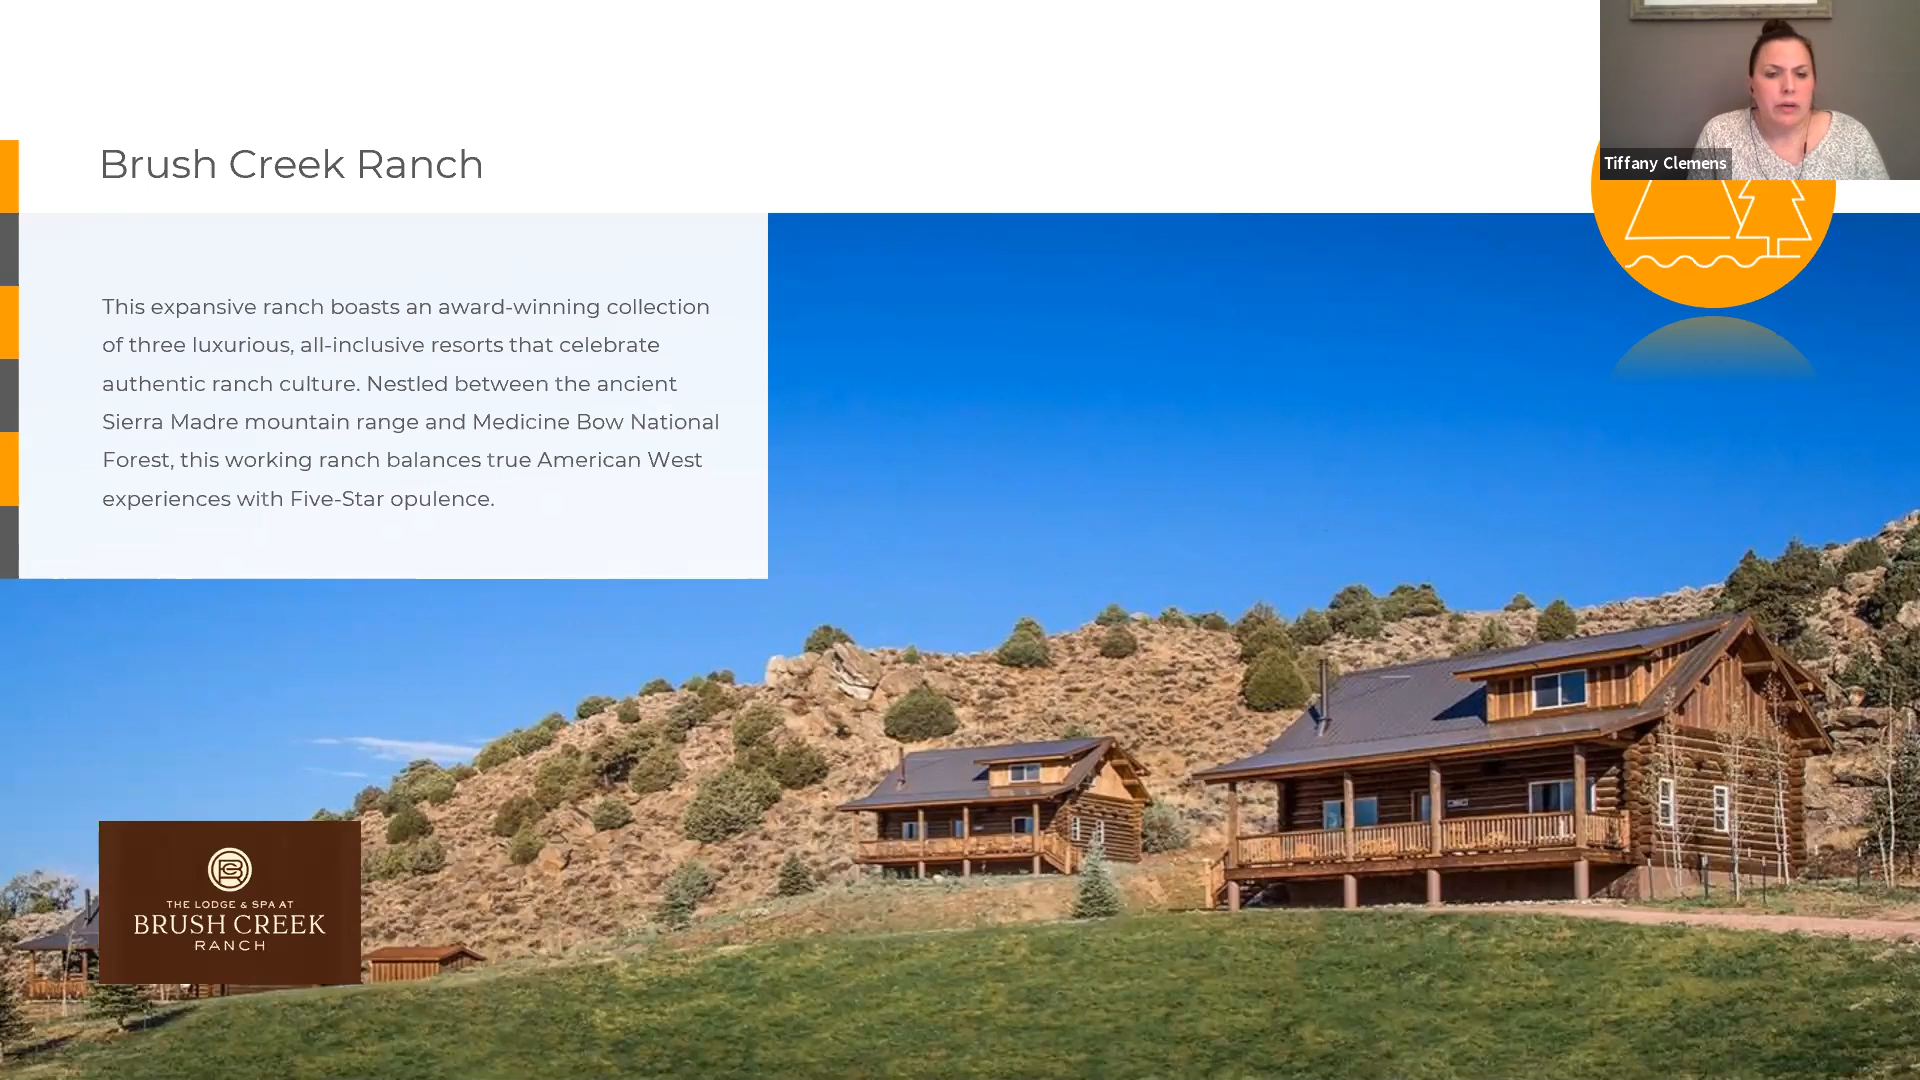 Tiffany Clemens
Brush Creek Ranch
This expansive ranch boasts an award-winning collection
of three luxurious, all-inclusive resorts that celebrate
authentic ranch culture. Nestled between the ancient
Sierra Madre mountain range and Medicine Bow National
Forest, this working ranch balances true American West
experiences with Five-Star opulence.
THE LODGE & SPA AT
BRUSH CREEK
RANCH